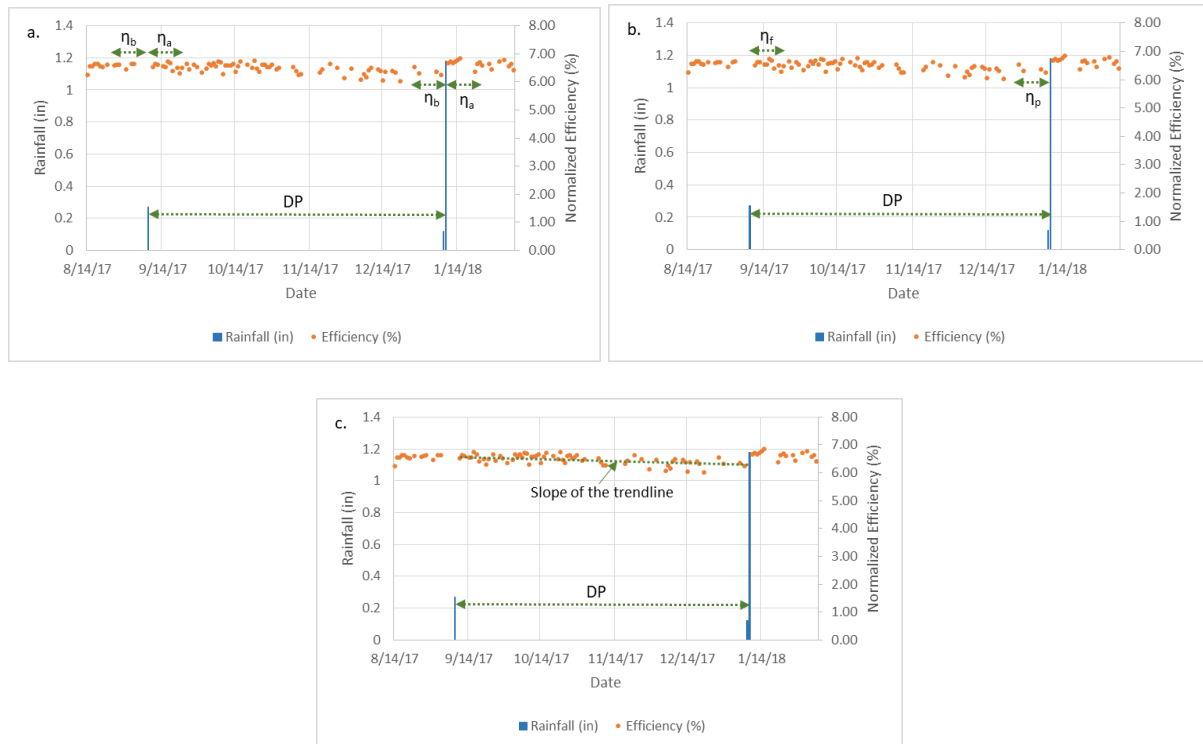 a.
η_b η_a
1.4
1.2
1
0.8
0.6
0.4
0.2
0
Rainfall (in)
8.00
7.00
6.00
5.00
4.00
3.00
2.00
1.00
0.00
Normalized Efficiency (%)
η_b η_a
DP
8/14/17 9/14/17 10/14/17 11/14/17 12/14/17 1/14/18
Date
Rainfall (in) Efficiency (%)
b.
η_f
1.4
1.2
1
0.8
0.6
0.4
0.2
0
Rainfall (in)
8.00
7.00
6.00
5.00
4.00
3.00
2.00
1.00
0.00
Normalized Efficiency (%)
η_p
DP
8/14/17 9/14/17 10/14/17 11/14/17 12/14/17 1/14/18
Date
Rainfall (in) Efficiency (%)
c.
1.4
1.2
1
0.8
0.6
0.4
0.2
0
Rainfall (in)
8.00
7.00
6.00
5.00
4.00
3.00
2.00
1.00
0.00
Normalized Efficiency (%)
Slope of the trendline
DP
8/14/17 9/14/17 10/14/17 11/14/17 12/14/17 1/14/18
Date
Rainfall (in) Efficiency (%)